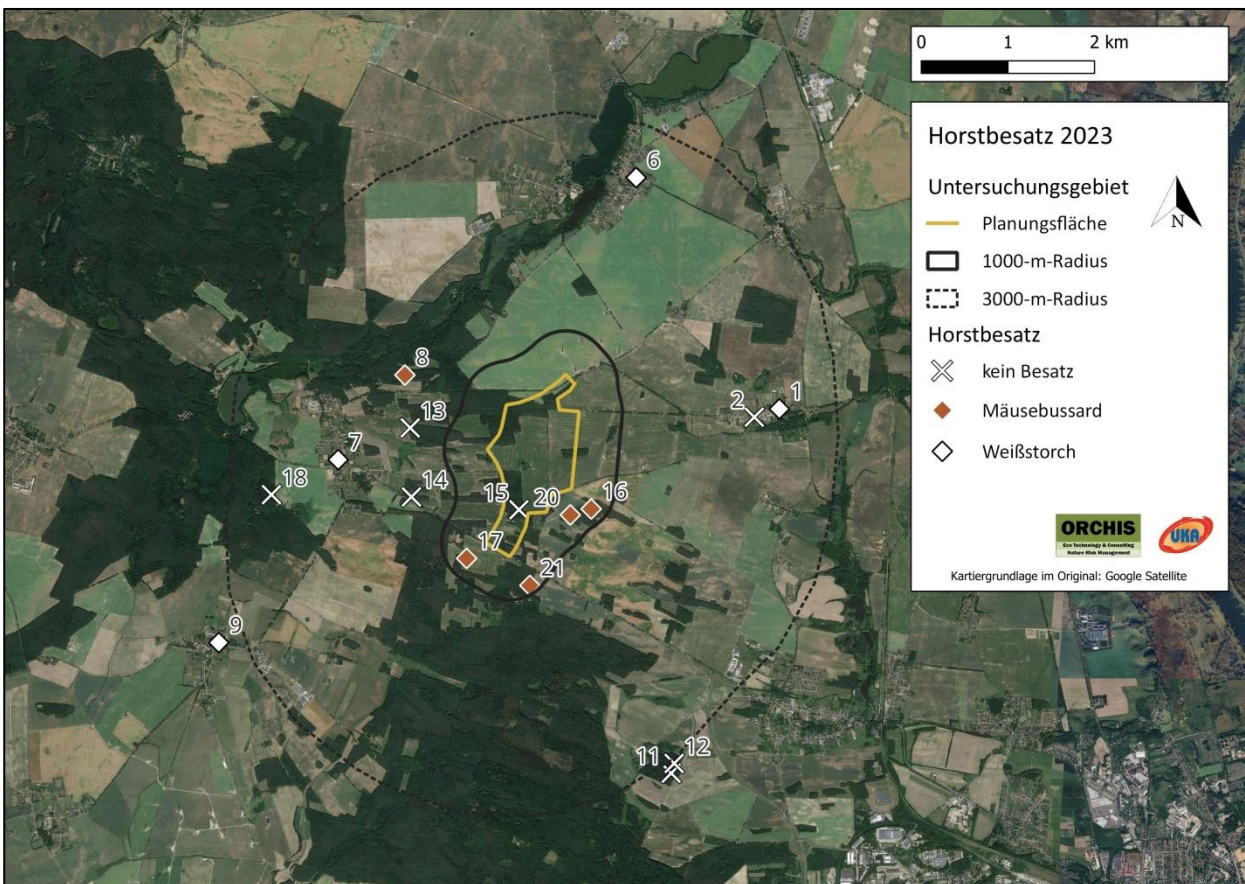 0 1 2 km
Horstbesatz 2023
Untersuchungsgebiet
Planungsfläche
1000-m-Radius
3000-m-Radius
N
Horstbesatz
kein Besatz
Mäusebussard
Weißstorch
ORCHIS
Eco Technology & Consulting
Nature Risk Management
UKA
Kartiergrundlage im Original: Google Satellite
6
8
13
2
1
7
18
14
15
20
16
17
21
9
11
12